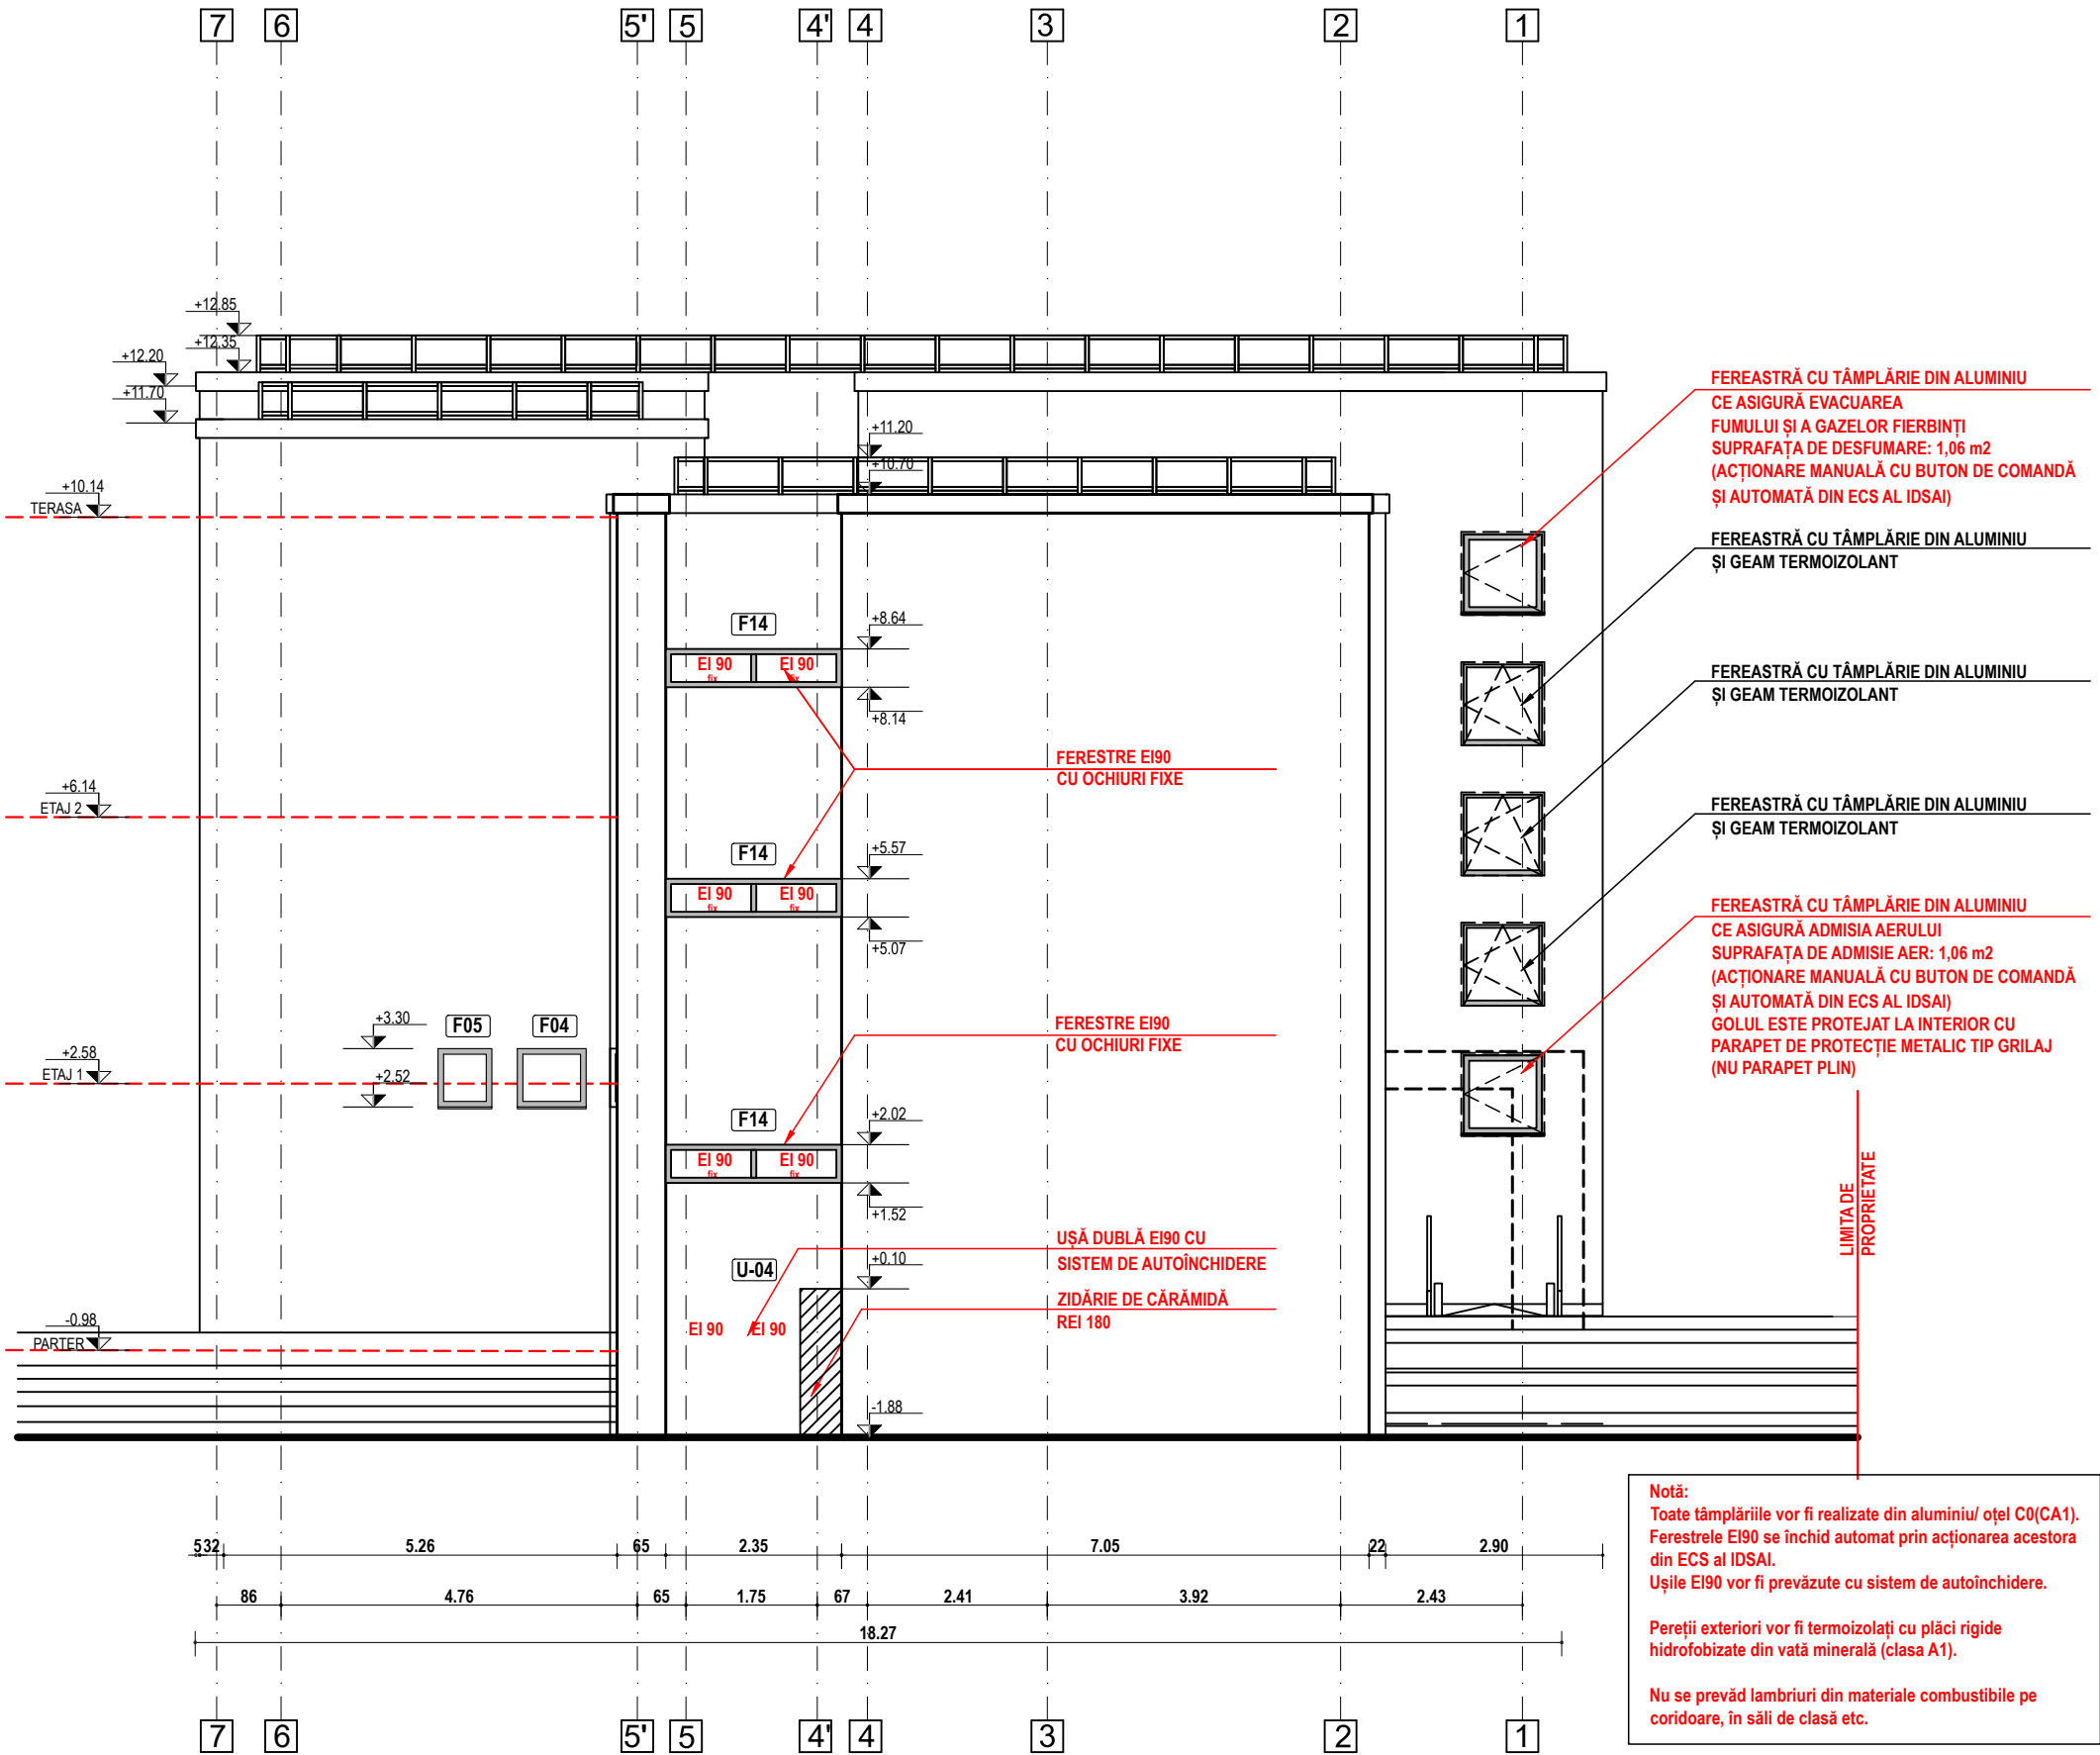 7 6 5' 5 4' 4 3 2 1
+12.85
+12.35
+12.20
+11.70
FEREASTRĂ CU TÂMPLĂRIE DIN ALUMINIU
CE ASIGURĂ EVACUAREA
FUMULUI ȘI A GAZELOR FIERBINȚI
SUPRAFAȚA DE DESFUMARE: 1,06 m2
(ACȚIONARE MANUALĂ CU BUTON DE COMANDĂ
ȘI AUTOMATĂ DIN ECS AL IDSAI)
+11.20
+10.70
+10.14
TERASA
FEREASTRĂ CU TÂMPLĂRIE DIN ALUMINIU
ȘI GEAM TERMOIZOLANT
F14
+8.64
EI 90 EI 90
fix fix
+8.14
FEREASTRĂ CU TÂMPLĂRIE DIN ALUMINIU
ȘI GEAM TERMOIZOLANT
FERESTRE EI90
CU OCHIURI FIXE
+6.14
ETAJ 2
FEREASTRĂ CU TÂMPLĂRIE DIN ALUMINIU
ȘI GEAM TERMOIZOLANT
F14
+5.57
EI 90 EI 90
fix fix
+5.07
FEREASTRĂ CU TÂMPLĂRIE DIN ALUMINIU
CE ASIGURĂ ADMISIA AERULUI
SUPRAFAȚA DE ADMISIE AER: 1,06 m2
(ACȚIONARE MANUALĂ CU BUTON DE COMANDĂ
ȘI AUTOMATĂ DIN ECS AL IDSAI)
GOLUL ESTE PROTEJAT LA INTERIOR CU
PARAPET DE PROTECȚIE METALIC TIP GRILAJ
(NU PARAPET PLIN)
+3.30
F05 F04
+2.52
FERESTRE EI90
CU OCHIURI FIXE
+2.58
ETAJ 1
F14
+2.02
EI 90 EI 90
fix fix
+1.52
LIMITA DE
PROPRIETATE
UȘĂ DUBLĂ EI90 CU
SISTEM DE AUTOÎNCHIDERE
U-04
+0.10
ZIDĂRIE DE CĂRĂMIDĂ
REI 180
EI 90 EI 90
-0.98
PARTER
-1.88
Notă:
Toate tâmplăriile vor fi realizate din aluminiu/ oțel C0(CA1).
Ferestrele EI90 se închid automat prin acționarea acestora
din ECS al IDSAI.
Ușile EI90 vor fi prevăzute cu sistem de autoînchidere.
Pereții exteriori vor fi termoizolați cu plăci rigide
hidrofobizate din vată minerală (clasa A1).
Nu se prevăd lambriuri din materiale combustibile pe
coridoare, în săli de clasă etc.
5 32 5.26 65 2.35 7.05 22 2.90
86 4.76 65 1.75 67 2.41 3.92 2.43
18.27
7 6 5' 5 4' 4 3 2 1